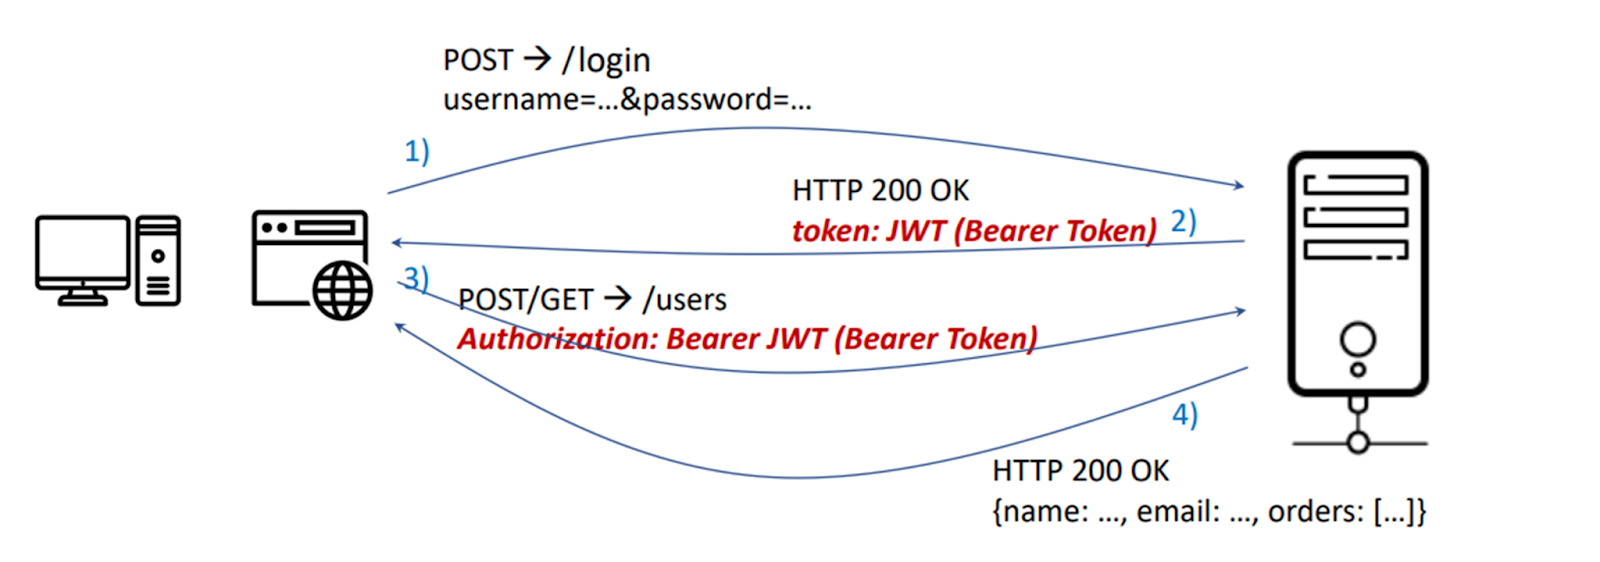 POST → /login
username=...&password=...
1)
HTTP 200 OK
token: JWT (Bearer Token) 2)
3)
POST/GET → /users
Authorization: Bearer JWT (Bearer Token)
4)
HTTP 200 OK
{name: ..., email: ..., orders: [...]}